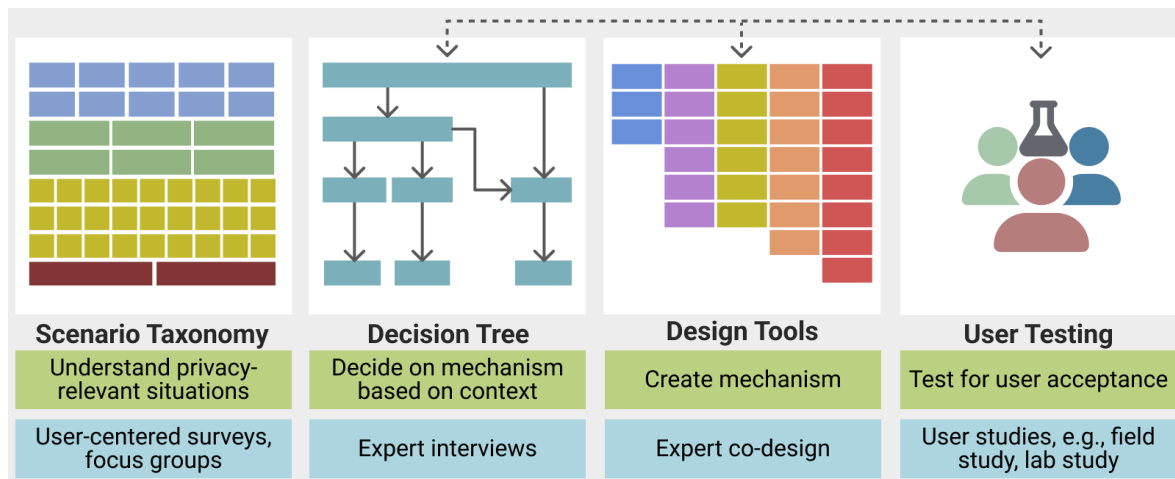 Scenario Taxonomy
Understand privacy-
relevant situations
User-centered surveys,
focus groups
Decision Tree
Decide on mechanism
based on context
Expert interviews
Design Tools
Create mechanism
Expert co-design
User Testing
Test for user acceptance
User studies, e.g., field
study, lab study